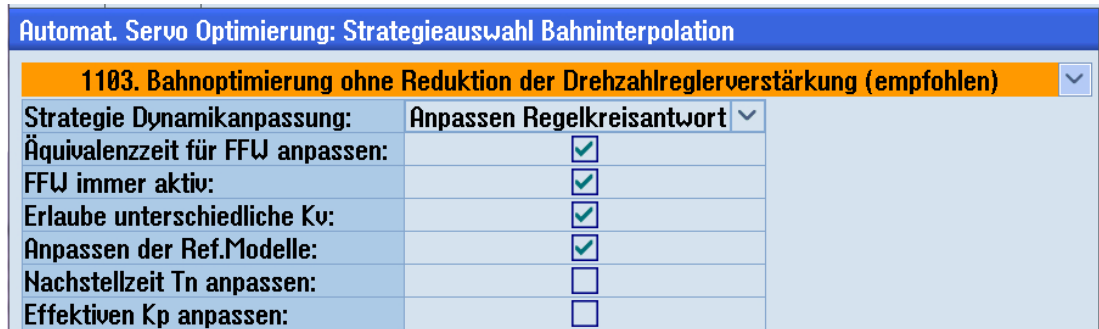 Automat. Servo Optimierung: Strategieauswahl Bahninterpolation
1103. Bahnoptimierung ohne Reduktion der Drehzahlreglerverstärkung (empfohlen)
Strategie Dynamikanpassung: Anpassen Regelkreisantwort
Äquivalenzzeit für FFW anpassen:
FFW immer aktiv:
Erlaube unterschiedliche Kv:
Anpassen der Ref.Modelle:
Nachstellzeit Tn anpassen:
Effektiven Kp anpassen: